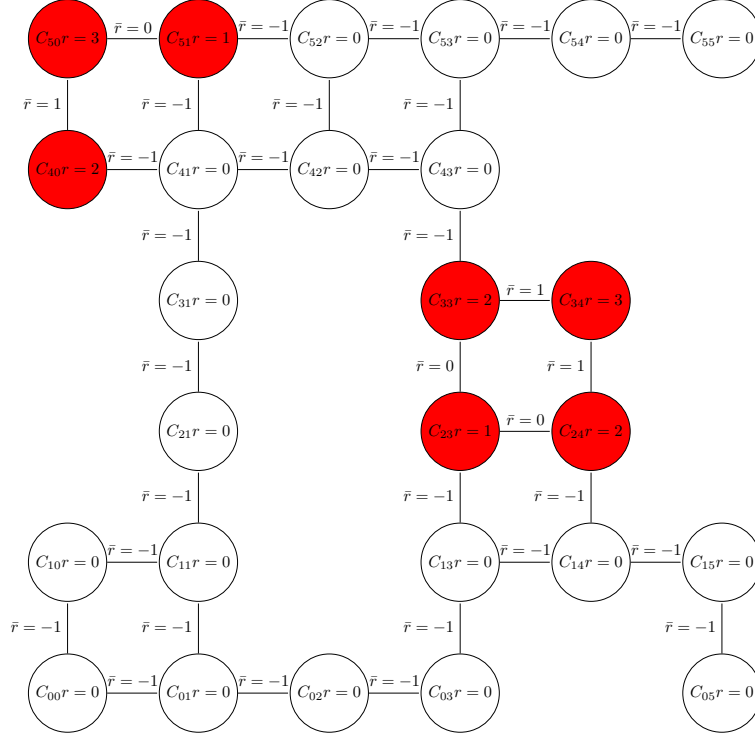 C₅₀r = 3 r̄ = 0 C₅₁r = 1 r̄ = −1 C₅₂r = 0 r̄ = −1 C₅₃r = 0 r̄ = −1 C₅₄r = 0 r̄ = −1 C₅₅r = 0
r̄ = 1 r̄ = −1 r̄ = −1 r̄ = −1
C₄₀r = 2 r̄ = −1 C₄₁r = 0 r̄ = −1 C₄₂r = 0 r̄ = −1 C₄₃r = 0
r̄ = −1 r̄ = −1
C₃₁r = 0 C₃₃r = 2 r̄ = 1 C₃₄r = 3
r̄ = −1 r̄ = 0 r̄ = 1
C₂₁r = 0 C₂₃r = 1 r̄ = 0 C₂₄r = 2
r̄ = −1 r̄ = −1 r̄ = −1
C₁₀r = 0 r̄ = −1 C₁₁r = 0 C₁₃r = 0 r̄ = −1 C₁₄r = 0 r̄ = −1 C₁₅r = 0
r̄ = −1 r̄ = −1 r̄ = −1 r̄ = −1
C₀₀r = 0 r̄ = −1 C₀₁r = 0 r̄ = −1 C₀₂r = 0 r̄ = −1 C₀₃r = 0 C₀₅r = 0